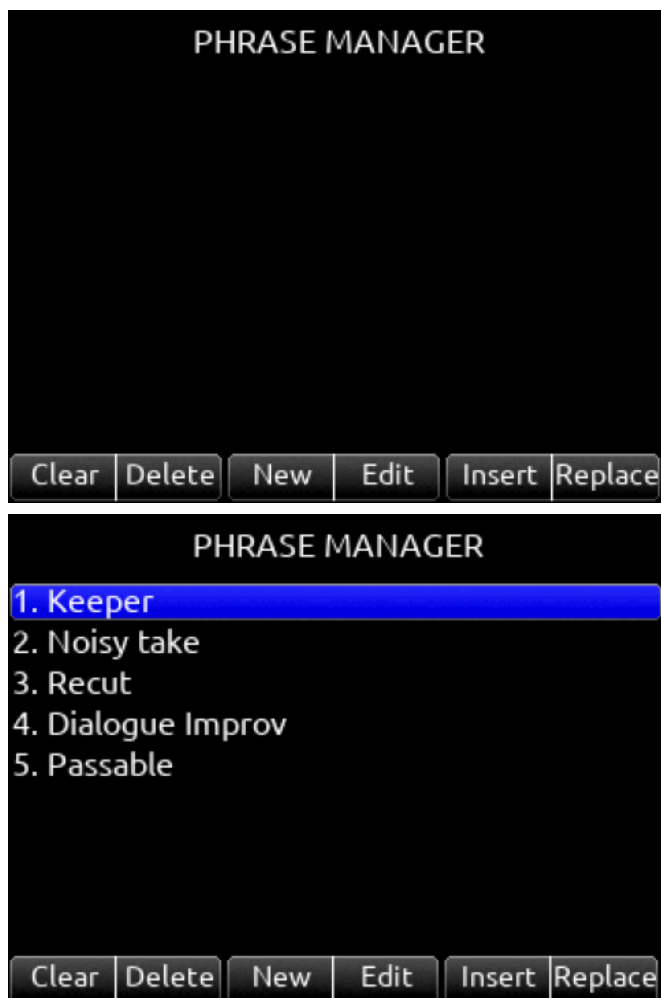 PHRASE MANAGER
Clear Delete New Edit Insert Replace
PHRASE MANAGER
1. Keeper
2. Noisy take
3. Recut
4. Dialogue Improv
5. Passable
Clear Delete New Edit Insert Replace